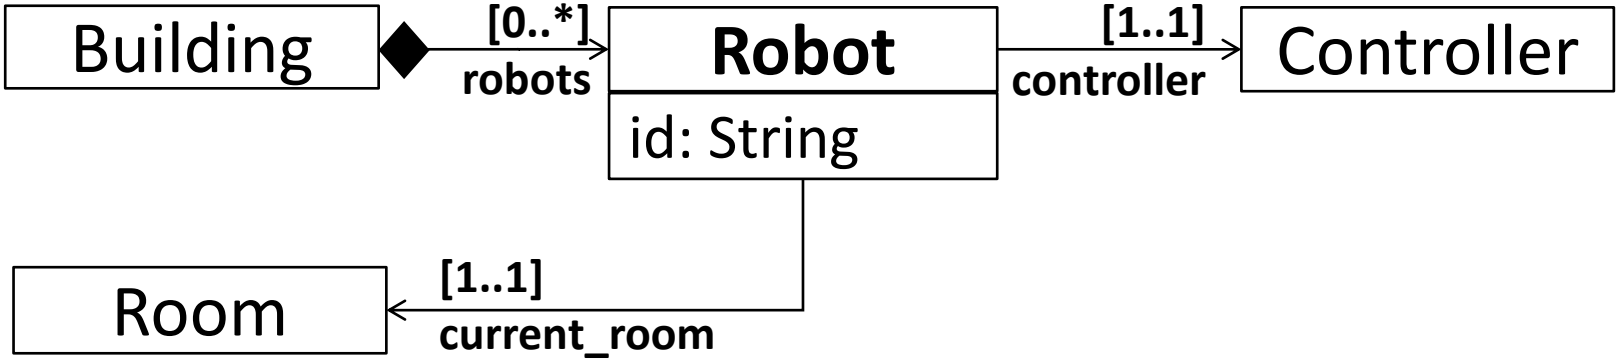 Building
[0..*]
robots
Robot
id: String
[1..1]
controller
Controller
Room
[1..1]
current_room